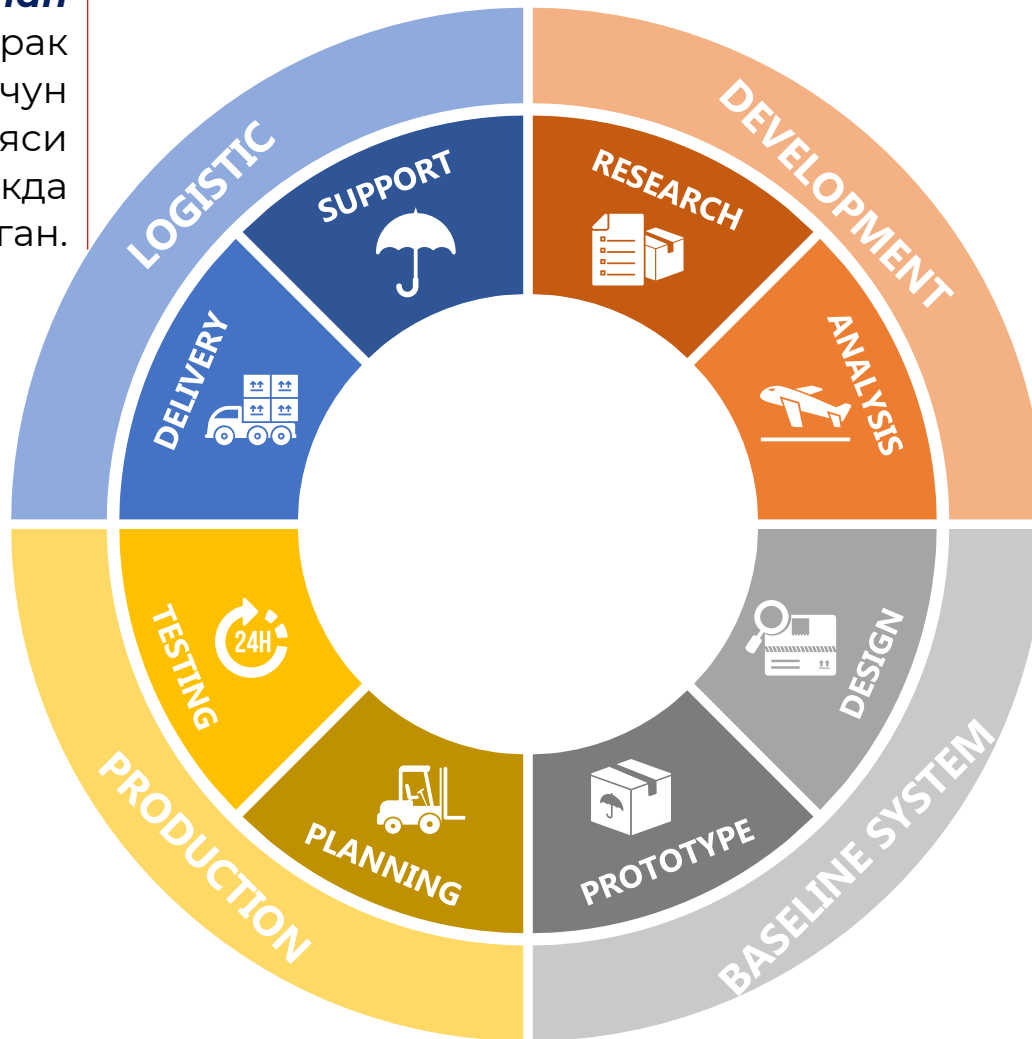 рак
чун
яси
кда
ган.
LOGISTIC
DEVELOPMENT
SUPPORT
RESEARCH
DELIVERY
ANALYSIS
TESTING
24H
DESIGN
PLANNING
PROTOTYPE
PRODUCTION
BASELINE SYSTEM